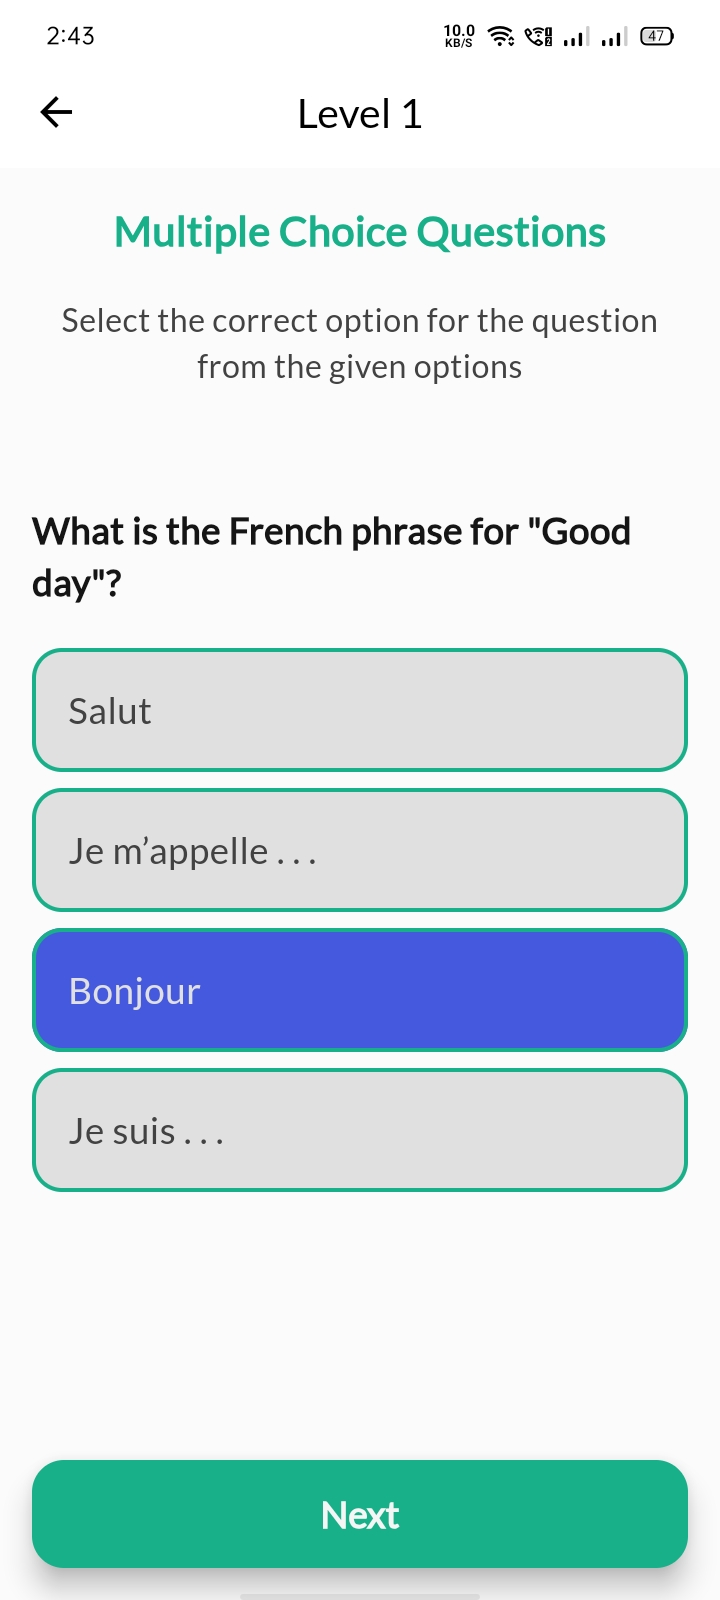 2:43
10.0
KB/S
47
Level 1
Multiple Choice Questions
Select the correct option for the question
from the given options
What is the French phrase for "Good
day"?
Salut
Je m’appelle . . .
Bonjour
Je suis . . .
Next